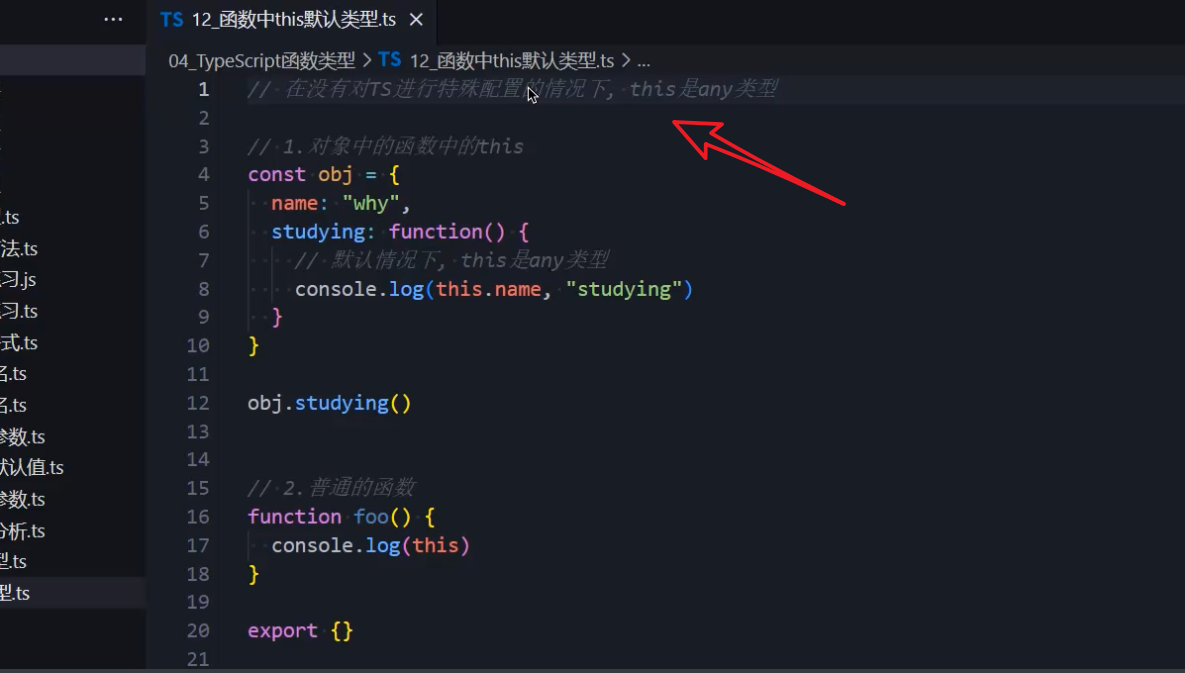 ···
TS 12_函数中this默认类型.ts ×
04_TypeScript函数类型 > TS 12_函数中this默认类型.ts > ...
1 // 在没有对TS进行特殊配置的情况下, this是any类型
2
3 // 1.对象中的函数中的this
4 const obj = {
5 name: "why",
6 studying: function() {
7 // 默认情况下, this是any类型
8 console.log(this.name, "studying")
9 }
10 }
11
12 obj.studying()
13
14
15 // 2.普通的函数
16 function foo() {
17 console.log(this)
18 }
19
20 export {}
21
.ts
法.ts
习.js
习.ts
式.ts
名.ts
名.ts
参数.ts
默认值.ts
参数.ts
分析.ts
型.ts
型.ts